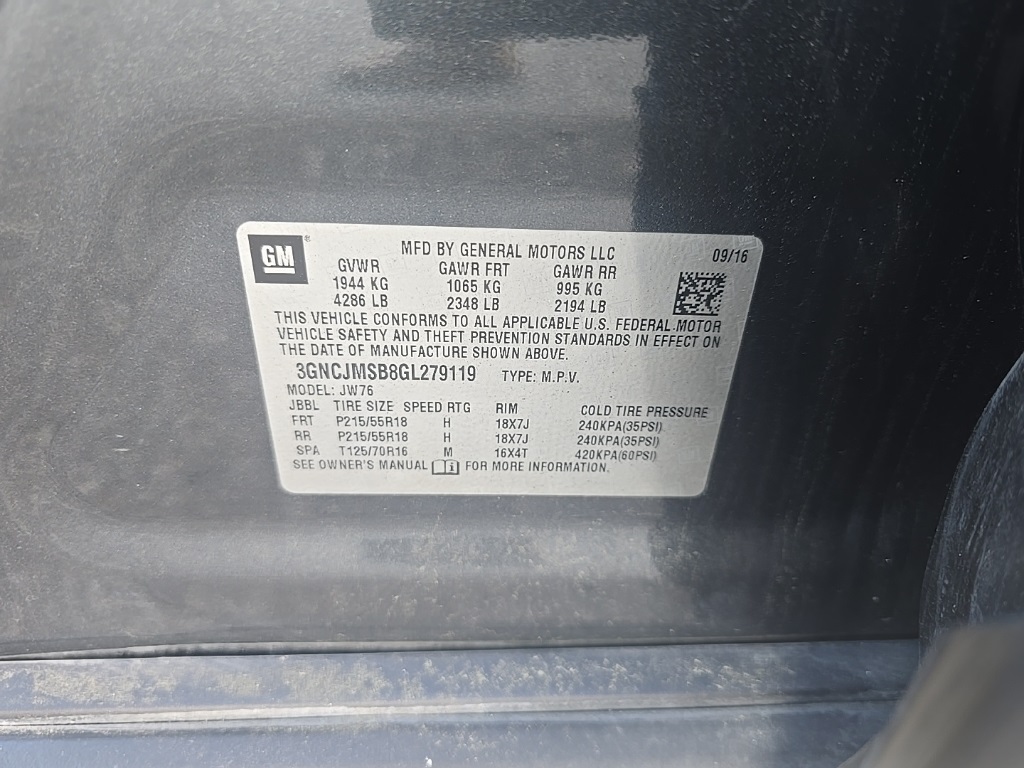 GM®
MFD BY GENERAL MOTORS LLC 09/16
GVWR GAWR FRT GAWR RR
1944 KG 1065 KG 995 KG
4286 LB 2348 LB 2194 LB
THIS VEHICLE CONFORMS TO ALL APPLICABLE U.S. FEDERAL MOTOR
VEHICLE SAFETY AND THEFT PREVENTION STANDARDS IN EFFECT ON
THE DATE OF MANUFACTURE SHOWN ABOVE.
3GNCJMSB8GL279119 TYPE: M.P.V.
MODEL: JW76
JBBL TIRE SIZE SPEED RTG RIM COLD TIRE PRESSURE
FRT P215/55R18 H 18X7J 240KPA(35PSI)
RR P215/55R18 H 18X7J 240KPA(35PSI)
SPA T125/70R16 M 16X4T 420KPA(60PSI)
SEE OWNER'S MANUAL i FOR MORE INFORMATION.